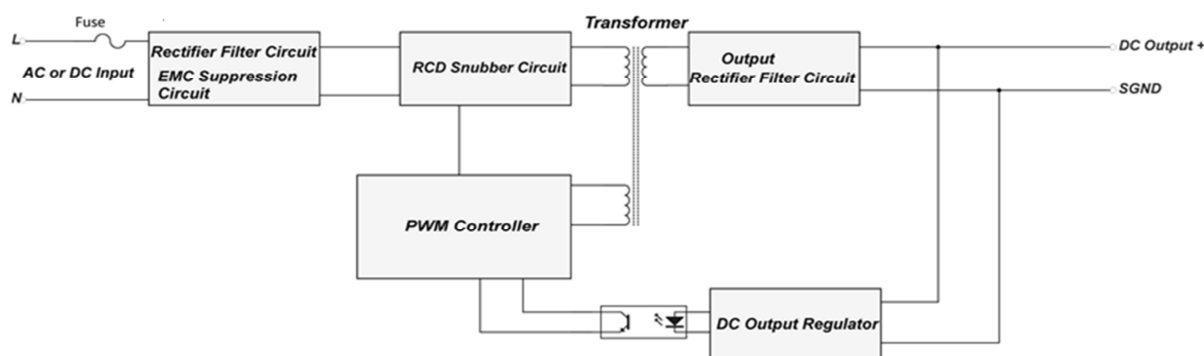 Fuse
Transformer
L
AC or DC Input
N
Rectifier Filter Circuit
EMC Suppression
Circuit
RCD Snubber Circuit
Output
Rectifier Filter Circuit
DC Output +
SGND
PWM Controller
DC Output Regulator